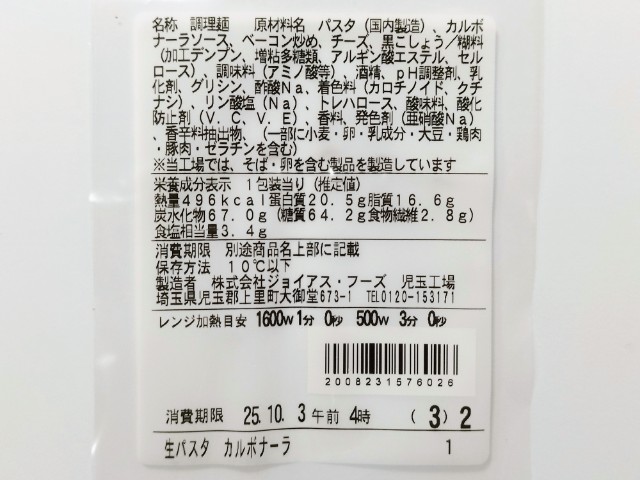 名称 調理麺 原材料名 パスタ(国内製造)、カルボ
ナーラソース、ベーコン炒め、チーズ、黒こしょう/糊料
(加工デンプン、増粘多糖類、アルギン酸エステル、セル
ロース)、調味料(アミノ酸等)、酒精、pH調整剤、乳
化剤、グリシン、酢酸Na、着色料(カロチノイド、クチ
ナシ)、リン酸塩(Na)、トレハロース、酸味料、酸化
防止剤(V.C、V.E)、香料、発色剤(亜硝酸Na)
、香辛料抽出物、(一部に小麦・卵・乳成分・大豆・鶏肉
・豚肉・ゼラチンを含む)
※当工場では、そば・卵を含む製品を製造しています
栄養成分表示 1包装当り(推定値)
熱量496kcal蛋白質20.5g脂質16.6g
炭水化物67.0g(糖質64.2g食物繊維2.8g)
食塩相当量3.4g
消費期限 別途商品名上部に記載
保存方法 10℃以下
製造者 株式会社ジョイアス・フーズ 児玉工場
埼玉県児玉郡上里町大御堂673-1 TEL0120-153171
レンジ加熱目安 1600W 1分 0秒 500W 3分 0秒
2008231576026
消費期限 25.10. 3 午前 4時 (3) 2
生パスタ カルボナーラ 1